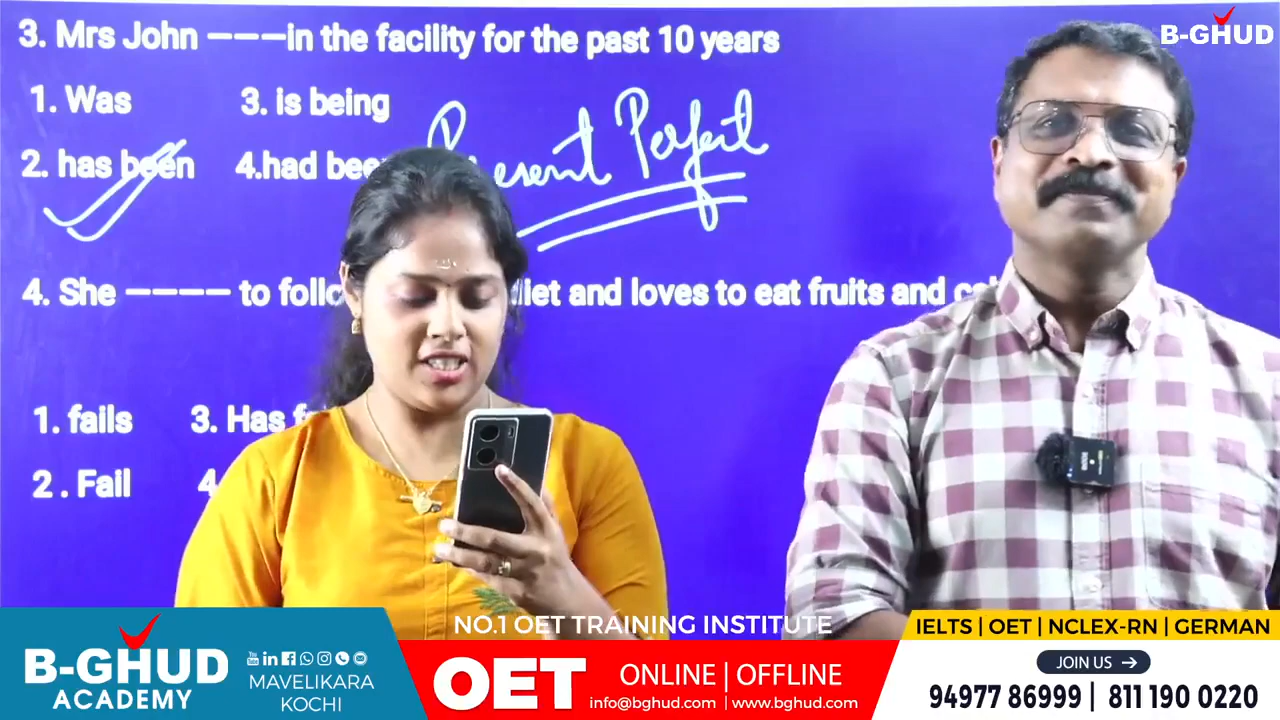 3. Mrs John ———in the facility for the past 10 years
1. Was 3. is being
2. has been 4.had
Present Perfect
4. She ———— to diet and loves to eat fruits and
1. fails 3. Has
2 . Fail 4
B-GHUD
NO.1 OET TRAINING INSTITUTE
B-GHUD
ACADEMY
MAVELIKARA
KOCHI
OET
ONLINE | OFFLINE
info@bghud.com | www.bghud.com
IELTS | OET | NCLEX-RN | GERMAN
JOIN US →
94977 86999 | 811 190 0220